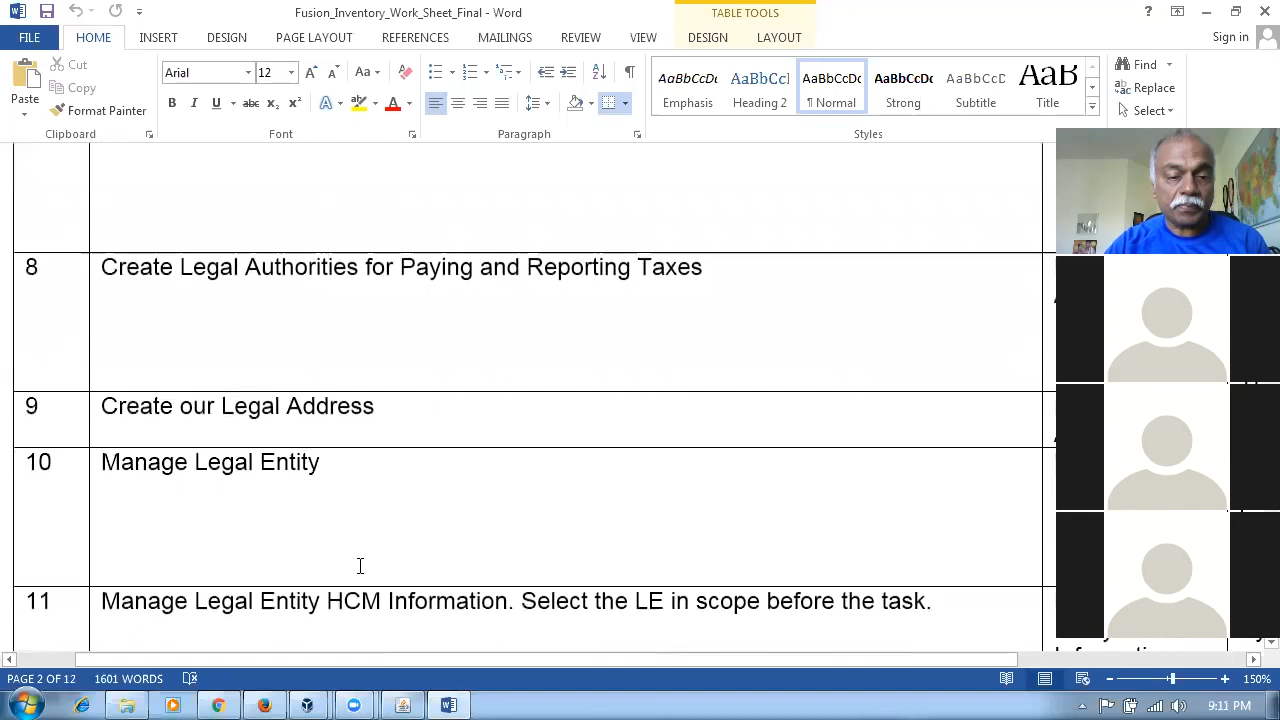 Fusion_Inventory_Work_Sheet_Final - Word
TABLE TOOLS
FILE HOME INSERT DESIGN PAGE LAYOUT REFERENCES MAILINGS REVIEW VIEW DESIGN LAYOUT
Sign in
Cut
Copy
Format Painter
Paste
Clipboard
Arial
12
Font
Paragraph
AaBbCcDc AaBbCcI AaBbCcDc AaBbCcDc AaBbCcD AaB
Emphasis Heading 2 ¶ Normal Strong Subtitle Title
Styles
Find
Replace
Select
8 Create Legal Authorities for Paying and Reporting Taxes
9 Create our Legal Address
10 Manage Legal Entity
11 Manage Legal Entity HCM Information. Select the LE in scope before the task.
PAGE 2 OF 12 1601 WORDS
150%
9:11 PM